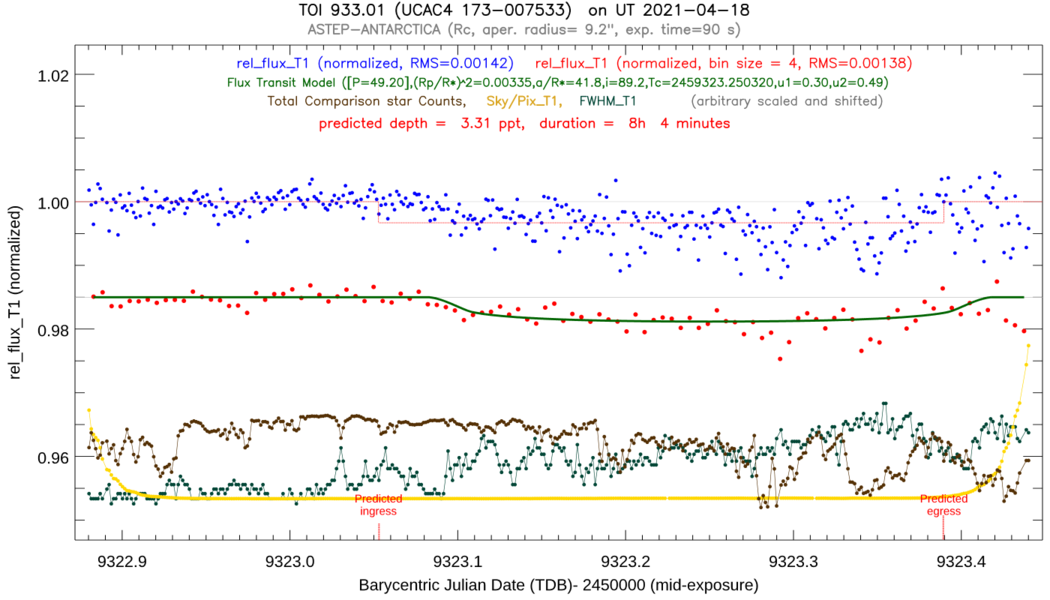 TOI 933.01 (UCAC4 173-007533)  on UT 2021-04-18
ASTEP-ANTARCTICA (Rc, aper. radius= 9.2", exp. time=90 s)
rel_flux_T1 (normalized, RMS=0.00142)  rel_flux_T1 (normalized, bin size = 4, RMS=0.00138)
Flux Transit Model ([P=49.20],(Rp/R*)^2=0.00335,a/R*=41.8,i=89.2,Tc=2459323.250320,u1=0.30,u2=0.49)
Total Comparison star Counts,  Sky/Pix_T1,  FWHM_T1  (arbitrary scaled and shifted)
predicted depth =  3.31 ppt,  duration =  8h  4 minutes
1.02
1.00
0.98
0.96
rel_flux_T1 (normalized)
Predicted
ingress
Predicted
egress
9322.9 9323.0 9323.1 9323.2 9323.3 9323.4
Barycentric Julian Date (TDB)- 2450000 (mid-exposure)